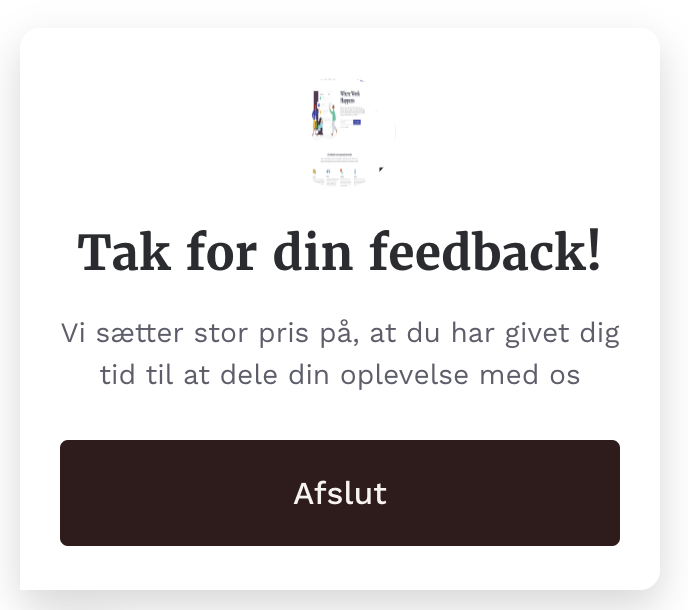 Where Work
Happens
Tak for din feedback!
Vi sætter stor pris på, at du har givet dig
tid til at dele din oplevelse med os
Afslut